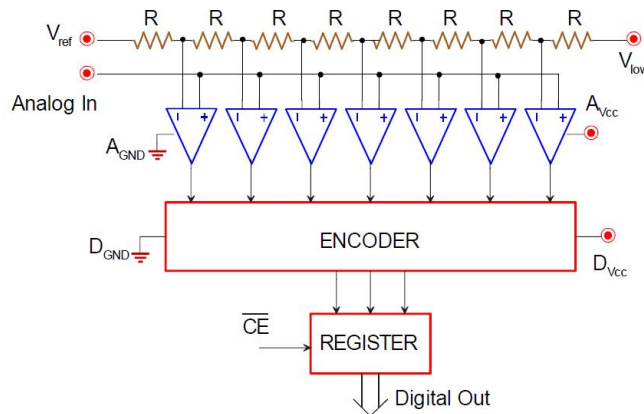 R R R R R R R R
Vref
Vlow
Analog In
AVcc
AGND
- + - + - + - + - + - + - +
DGND
ENCODER
DVcc
CE
REGISTER
Digital Out